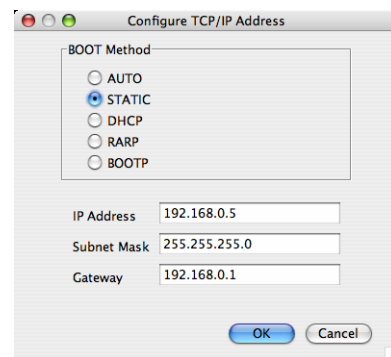 Configure TCP/IP Address
BOOT Method
AUTO
STATIC
DHCP
RARP
BOOTP
IP Address 192.168.0.5
Subnet Mask 255.255.255.0
Gateway 192.168.0.1
OK Cancel